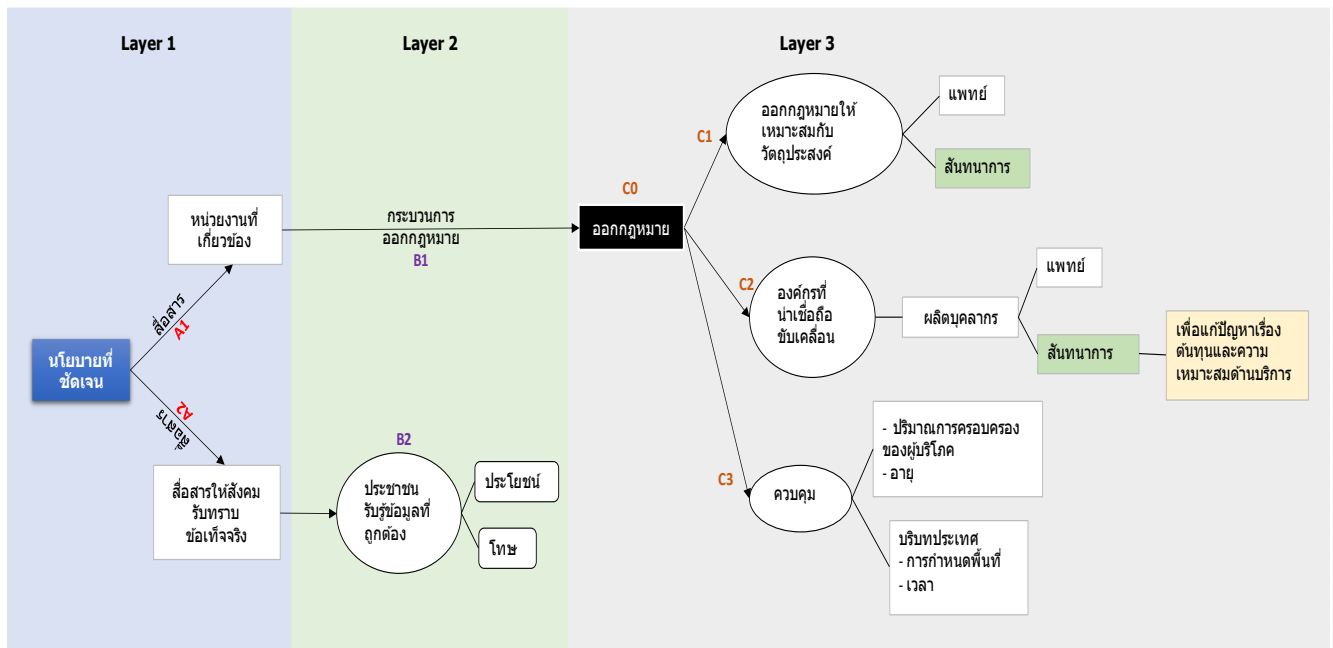 Layer 1
Layer 2
Layer 3
นโยบายที่
ชัดเจน
สื่อสาร
A1
หน่วยงานที่
เกี่ยวข้อง
A2
สื่อสาร
สื่อสารให้สังคม
รับทราบ
ข้อเท็จจริง
กระบวนการ
ออกกฎหมาย
B1
B2
ประชาชน
รับรู้ข้อมูลที่
ถูกต้อง
ประโยชน์
โทษ
C0
ออกกฎหมาย
C1
ออกกฎหมายให้
เหมาะสมกับ
วัตถุประสงค์
แพทย์
สันทนาการ
C2
องค์กรที่
น่าเชื่อถือ
ขับเคลื่อน
ผลิตบุคลากร
แพทย์
สันทนาการ
เพื่อแก้ปัญหาเรื่อง
ต้นทุนและความ
เหมาะสมด้านบริการ
C3
ควบคุม
- ปริมาณการครอบครอง
ของผู้บริโภค
- อายุ
บริบทประเทศ
- การกำหนดพื้นที่
- เวลา